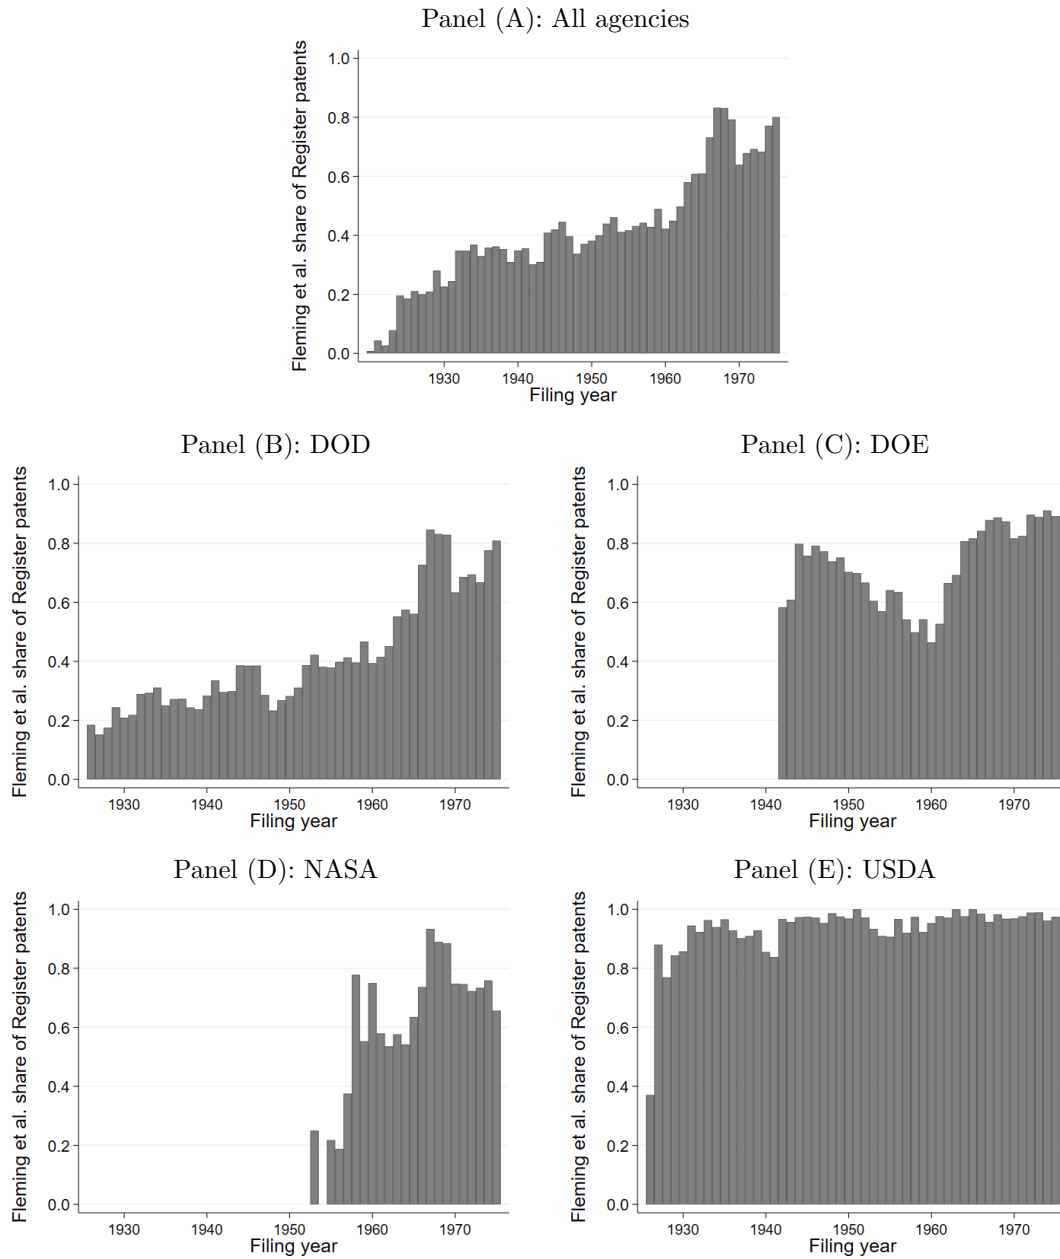 Panel (A): All agencies
Fleming et al. share of Register patents
1.0
0.8
0.6
0.4
0.2
0.0
1930 1940 1950 1960 1970
Filing year
Panel (B): DOD
Fleming et al. share of Register patents
1.0
0.8
0.6
0.4
0.2
0.0
1930 1940 1950 1960 1970
Filing year
Panel (C): DOE
Fleming et al. share of Register patents
1.0
0.8
0.6
0.4
0.2
0.0
1930 1940 1950 1960 1970
Filing year
Panel (D): NASA
Fleming et al. share of Register patents
1.0
0.8
0.6
0.4
0.2
0.0
1930 1940 1950 1960 1970
Filing year
Panel (E): USDA
Fleming et al. share of Register patents
1.0
0.8
0.6
0.4
0.2
0.0
1930 1940 1950 1960 1970
Filing year